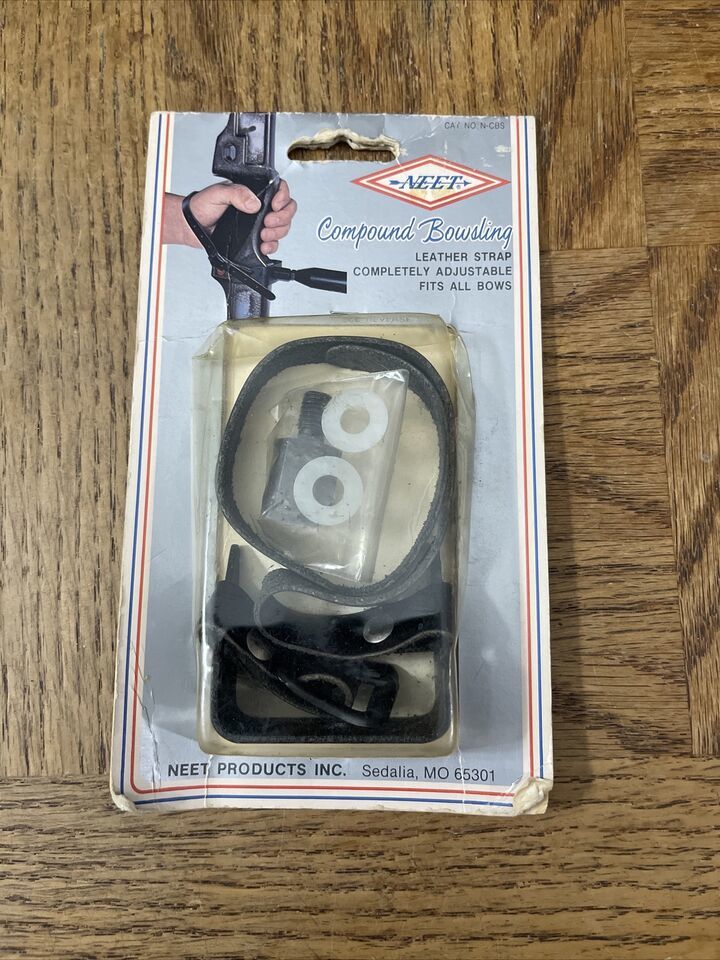 CAT NO. N-CBS
NEET
Compound Bowsling
LEATHER STRAP
COMPLETELY ADJUSTABLE
FITS ALL BOWS
REVERSE
NEET PRODUCTS INC. Sedalia, MO 65301